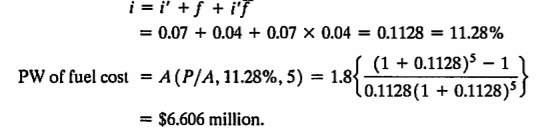 i = i' + f + i'f
= 0.07 + 0.04 + 0.07 × 0.04 = 0.1128 = 11.28%
PW of fuel cost = A (P/A, 11.28%, 5) = 1.8{ (1 + 0.1128)⁵ − 1 / 0.1128(1 + 0.1128)⁵ }
= $6.606 million.